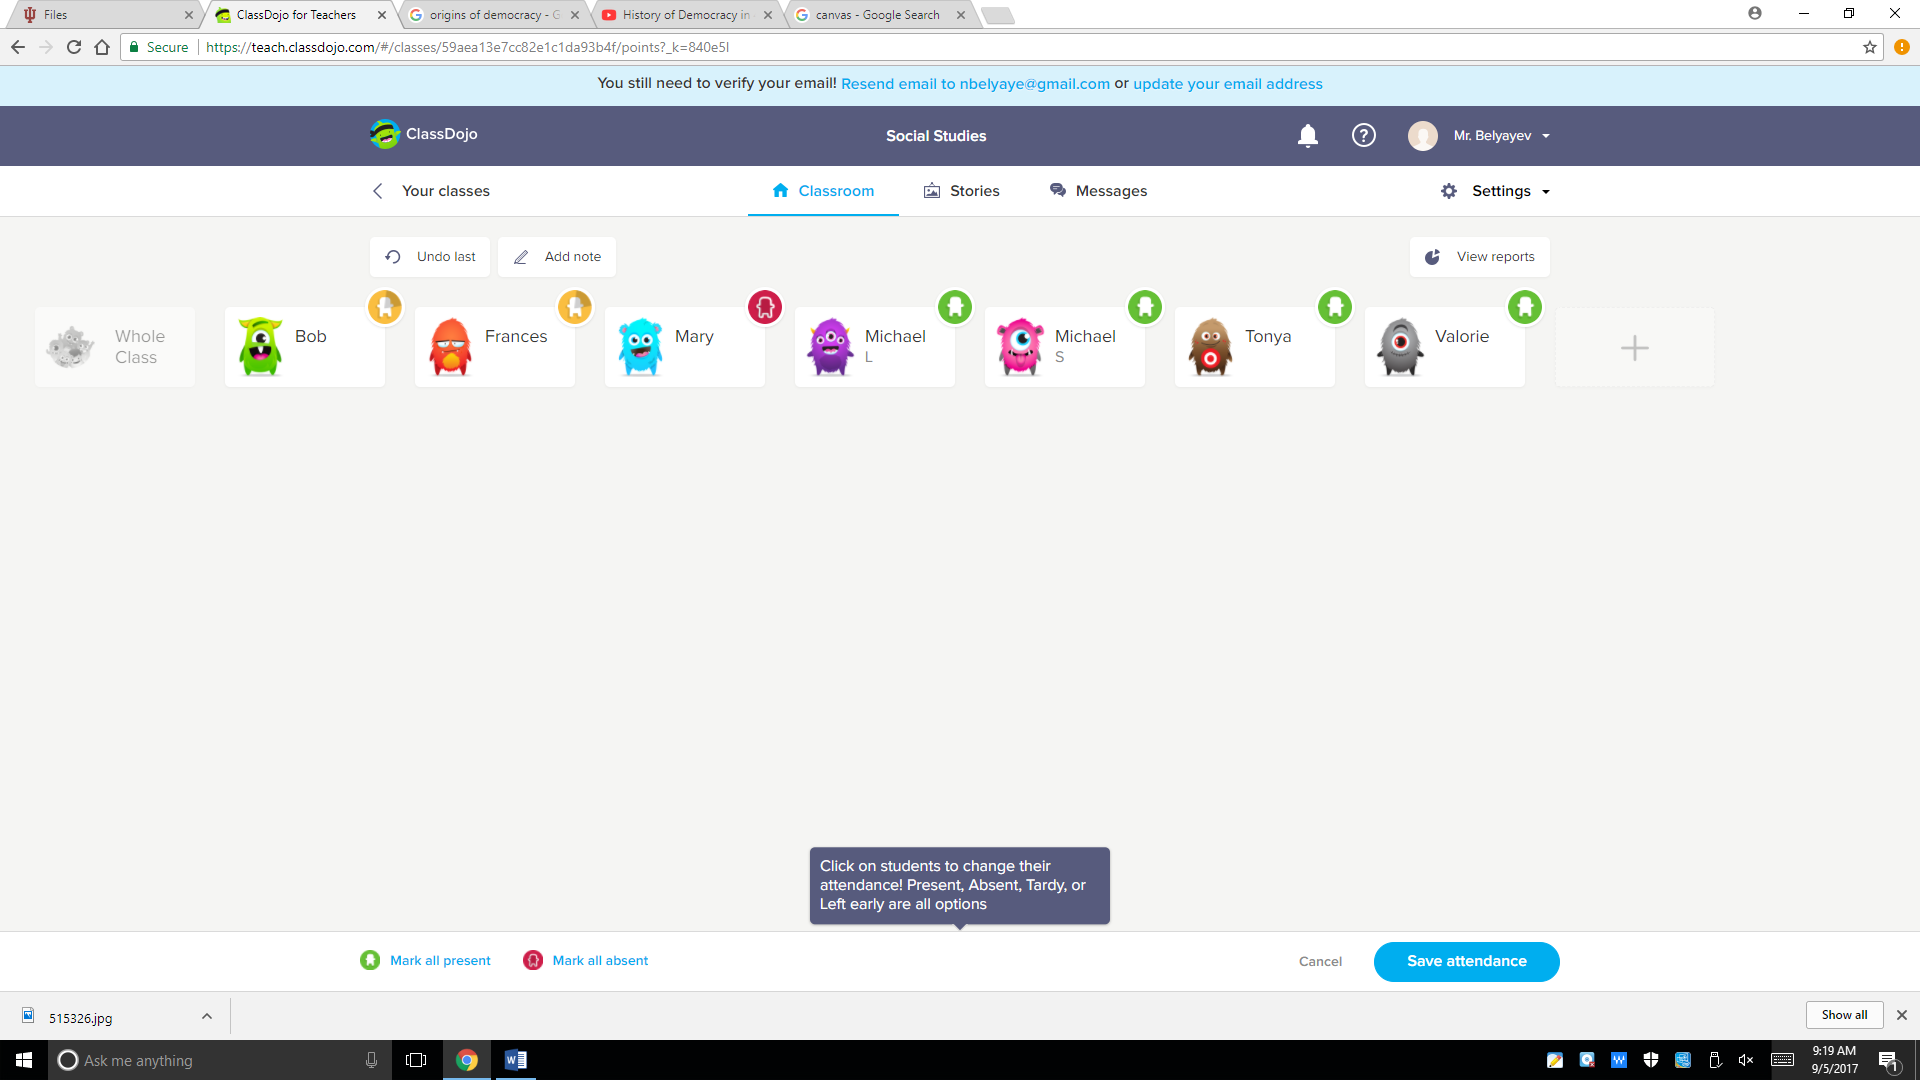 Files
ClassDojo for Teachers
origins of democracy - G
History of Democracy in
canvas - Google Search
Secure
https://teach.classdojo.com/#/classes/59aea13e7cc82e1c1da93b4f/points?_k=840e5l
You still need to verify your email! Resend email to nbelyaye@gmail.com or update your email address
ClassDojo
Social Studies
Mr. Belyayev
Your classes
Classroom
Stories
Messages
Settings
Undo last
Add note
View reports
Whole
Class
Bob
Frances
Mary
Michael
L
Michael
S
Tonya
Valorie
Click on students to change their
attendance! Present, Absent, Tardy, or
Left early are all options
Mark all present
Mark all absent
Cancel
Save attendance
515326.jpg
Show all
Ask me anything
9:19 AM
9/5/2017
1